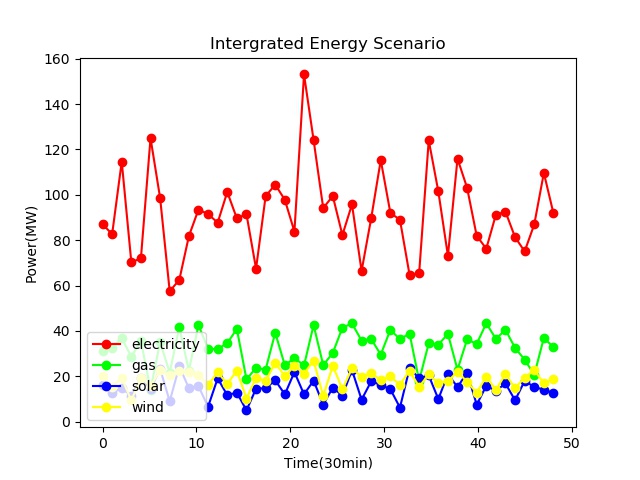 Intergrated Energy Scenario
160
140
120
100
80
60
40
20
0
Power(MW)
electricity
gas
solar
wind
0 10 20 30 40 50
Time(30min)